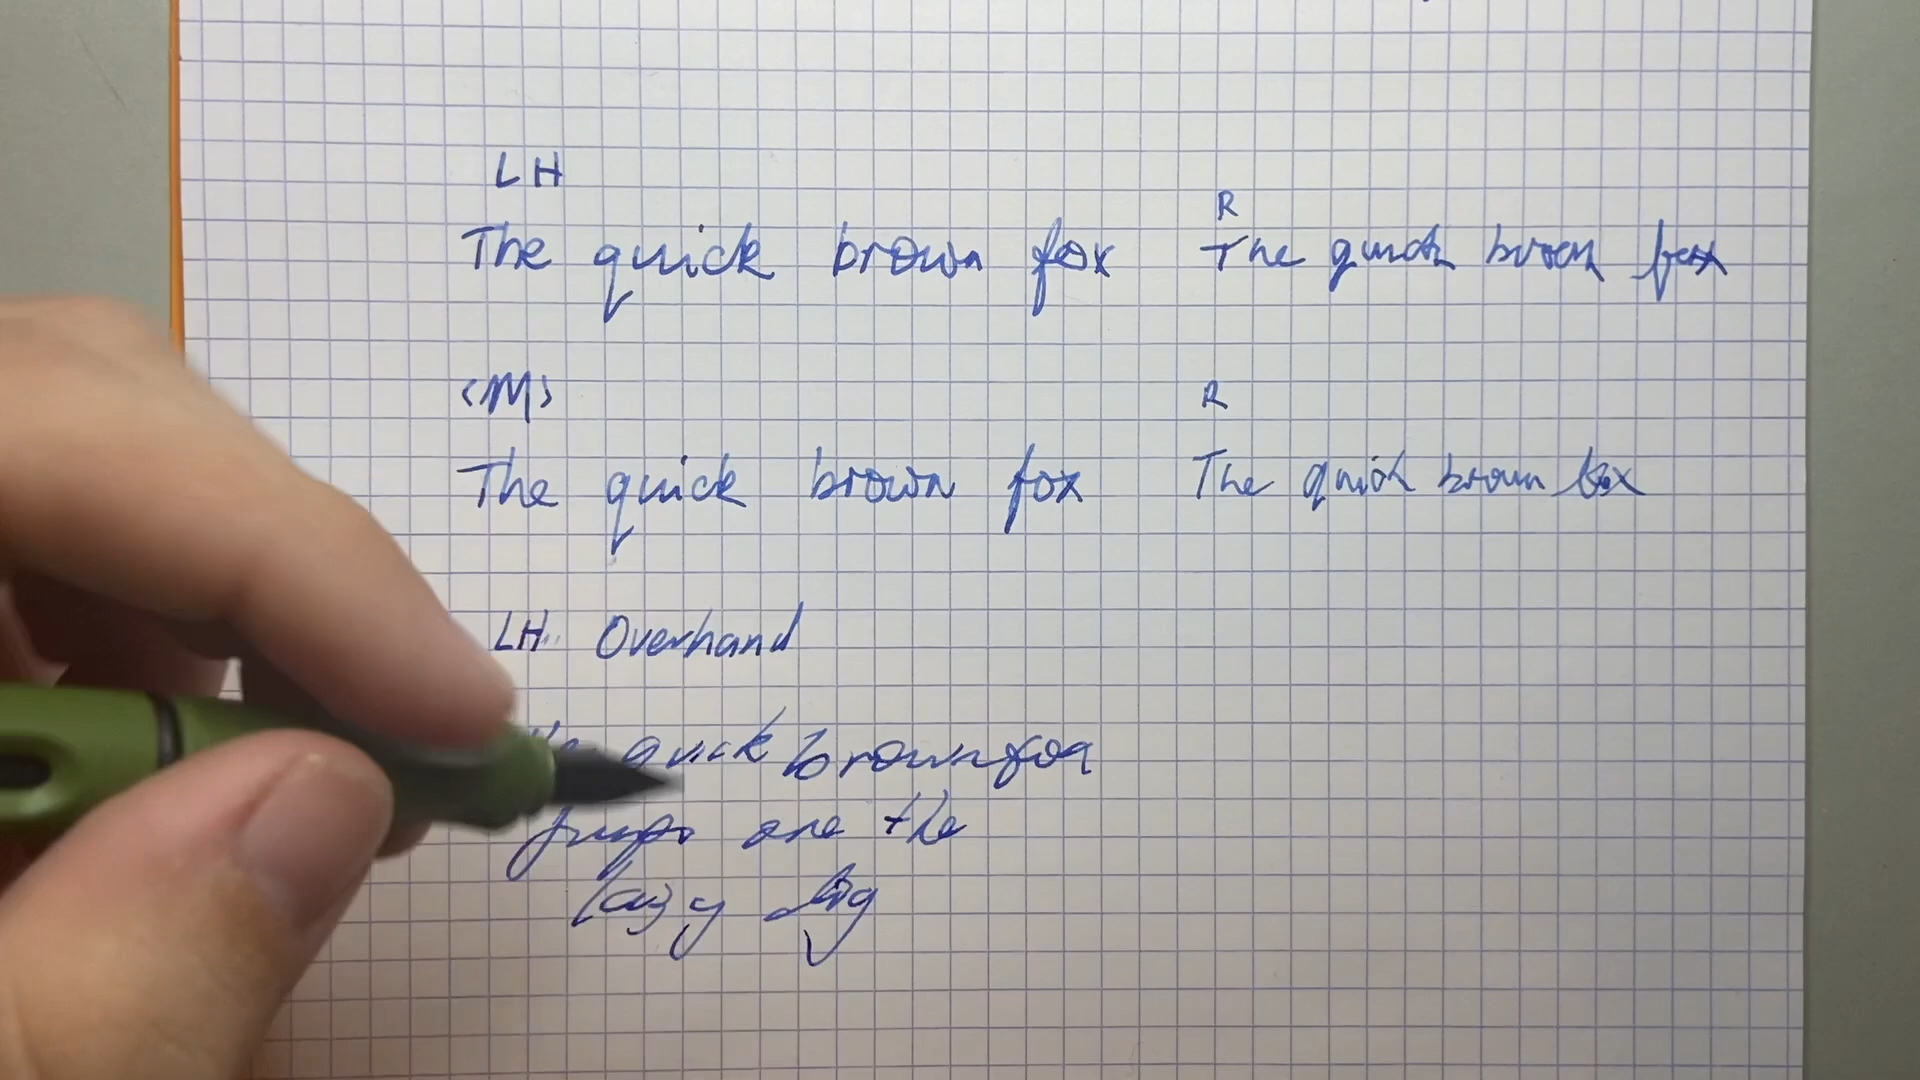 LH
R
The quick brown fox The quick brown fox
<M>
R
The quick brown fox The quick brown fox
LH Overhand
quick brown fox
jumps one the
lazy dog